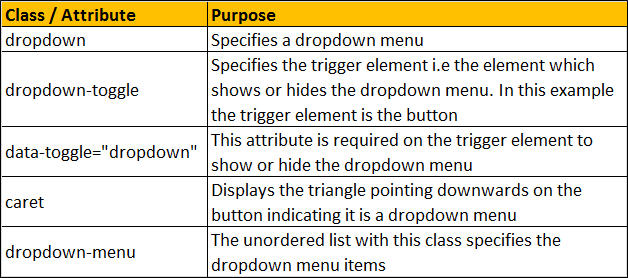 Class / Attribute Purpose
dropdown Specifies a dropdown menu
dropdown-toggle Specifies the trigger element i.e the element which
shows or hides the dropdown menu. In this example
the trigger element is the button
data-toggle="dropdown" This attribute is required on the trigger element to
show or hide the dropdown menu
caret Displays the triangle pointing downwards on the
button indicating it is a dropdown menu
dropdown-menu The unordered list with this class specifies the
dropdown menu items